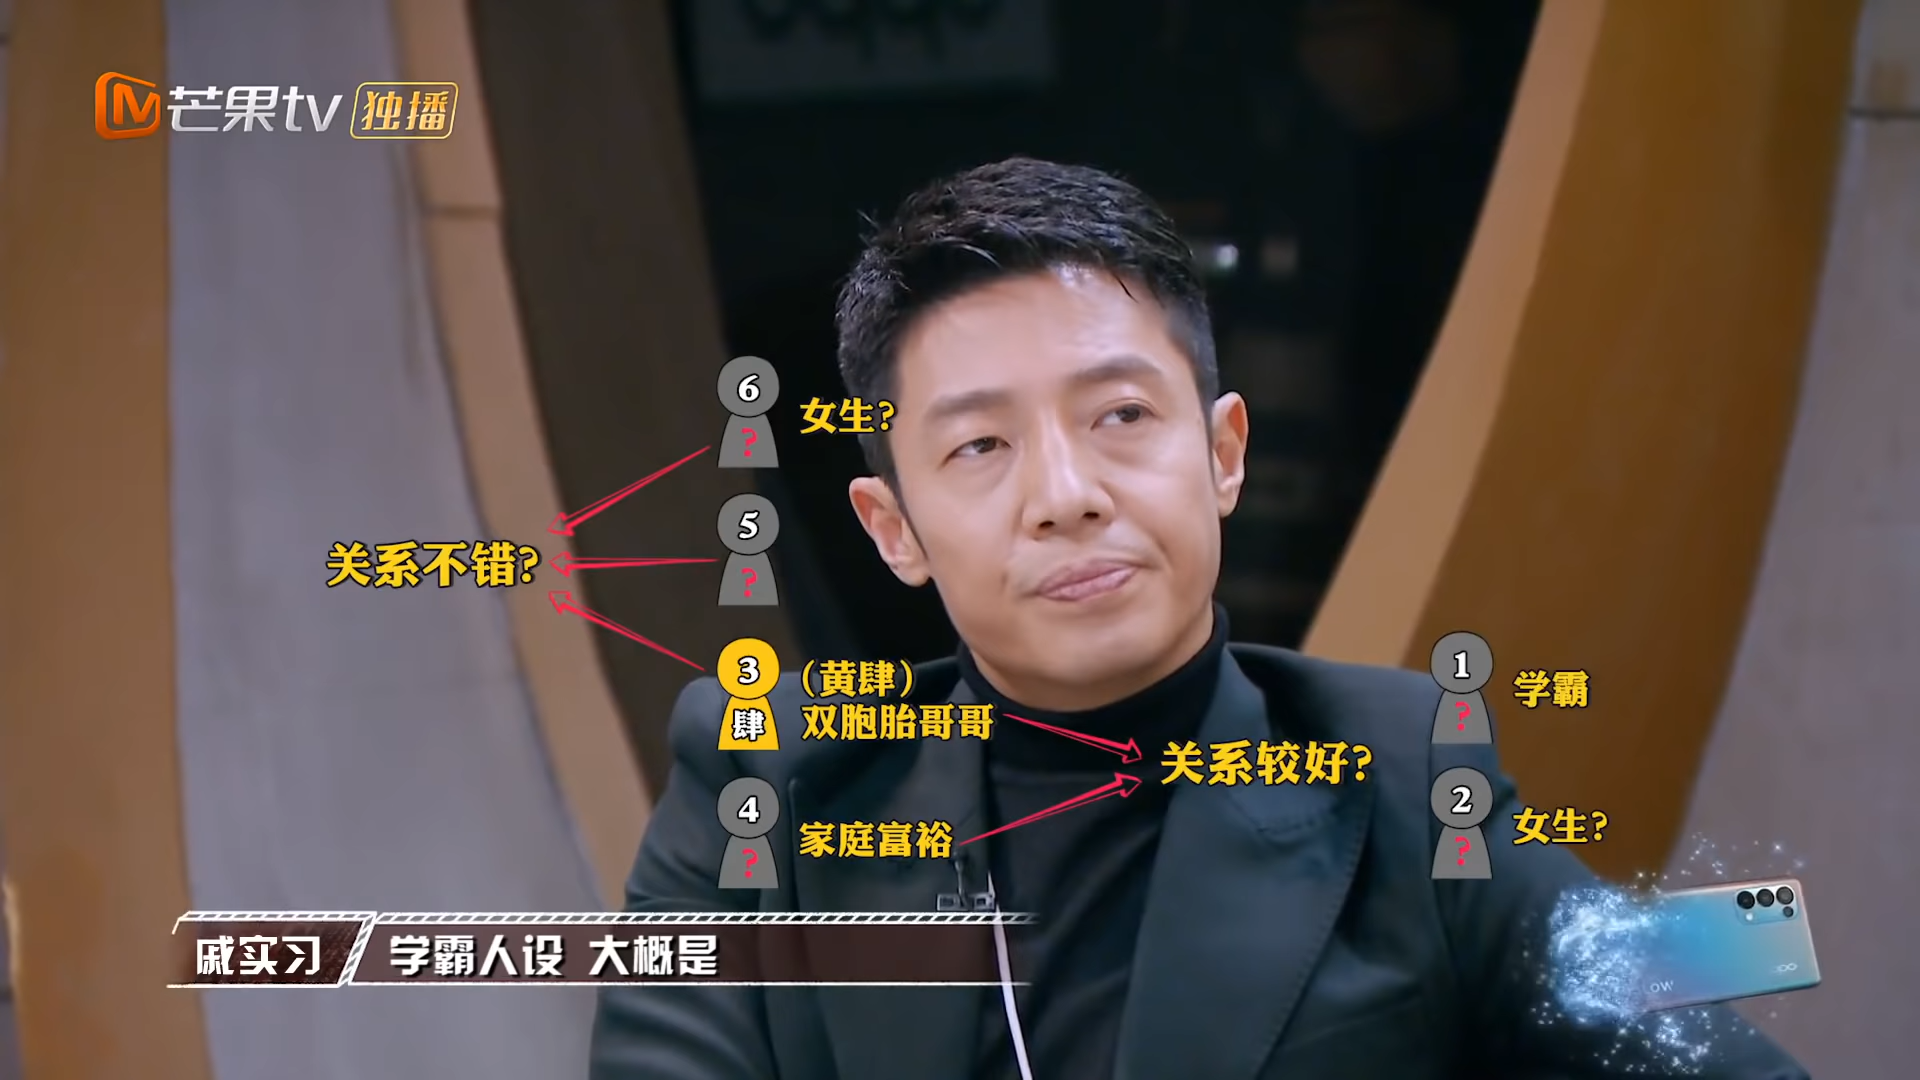 芒果tv 独播
6
女生?
?
5
关系不错?
?
3
(黄肆)
肆
双胞胎哥哥
1
学霸
?
关系较好?
4
家庭富裕
?
2
女生?
?
戚实习 学霸人设 大概是